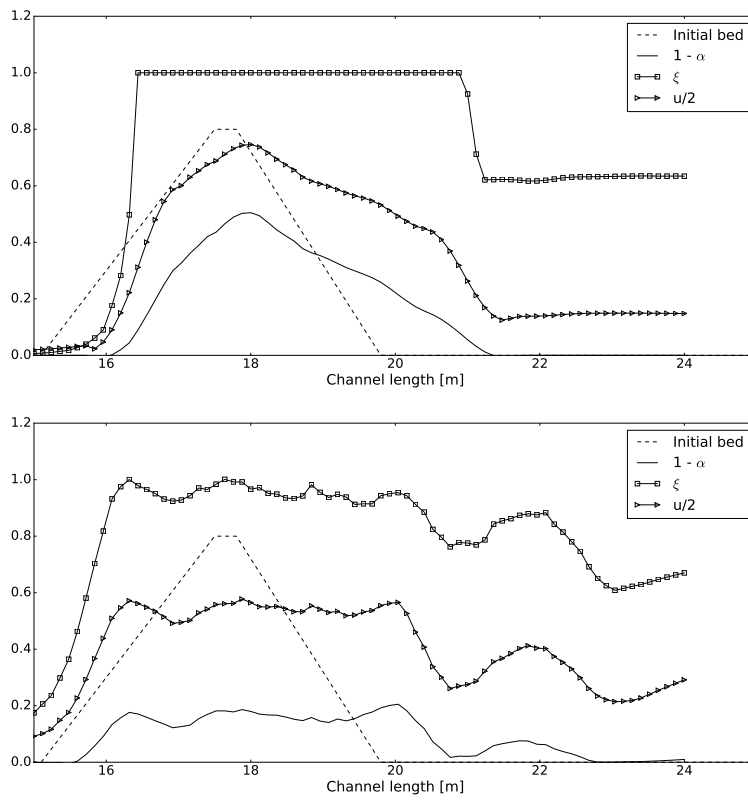 1.2
1.0
0.8
0.6
0.4
0.2
0.0
16
18
20
22
24
Channel length [m]
Initial bed
1 - α
ξ
u/2
1.2
1.0
0.8
0.6
0.4
0.2
0.0
16
18
20
22
24
Channel length [m]
Initial bed
1 - α
ξ
u/2